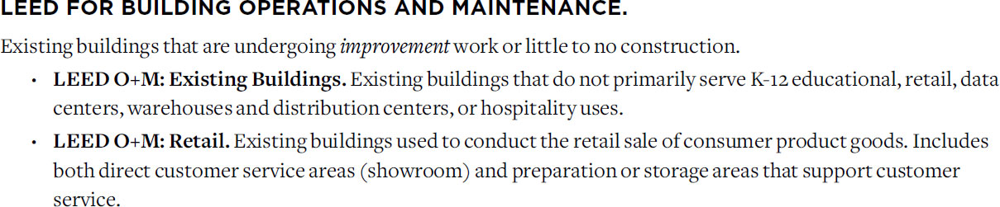 LEED FOR BUILDING OPERATIONS AND MAINTENANCE.
Existing buildings that are undergoing improvement work or little to no construction.
• LEED O+M: Existing Buildings. Existing buildings that do not primarily serve K-12 educational, retail, data
centers, warehouses and distribution centers, or hospitality uses.
• LEED O+M: Retail. Existing buildings used to conduct the retail sale of consumer product goods. Includes
both direct customer service areas (showroom) and preparation or storage areas that support customer
service.